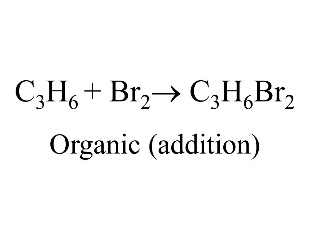 C₃H₆ + Br₂→ C₃H₆Br₂
Organic (addition)